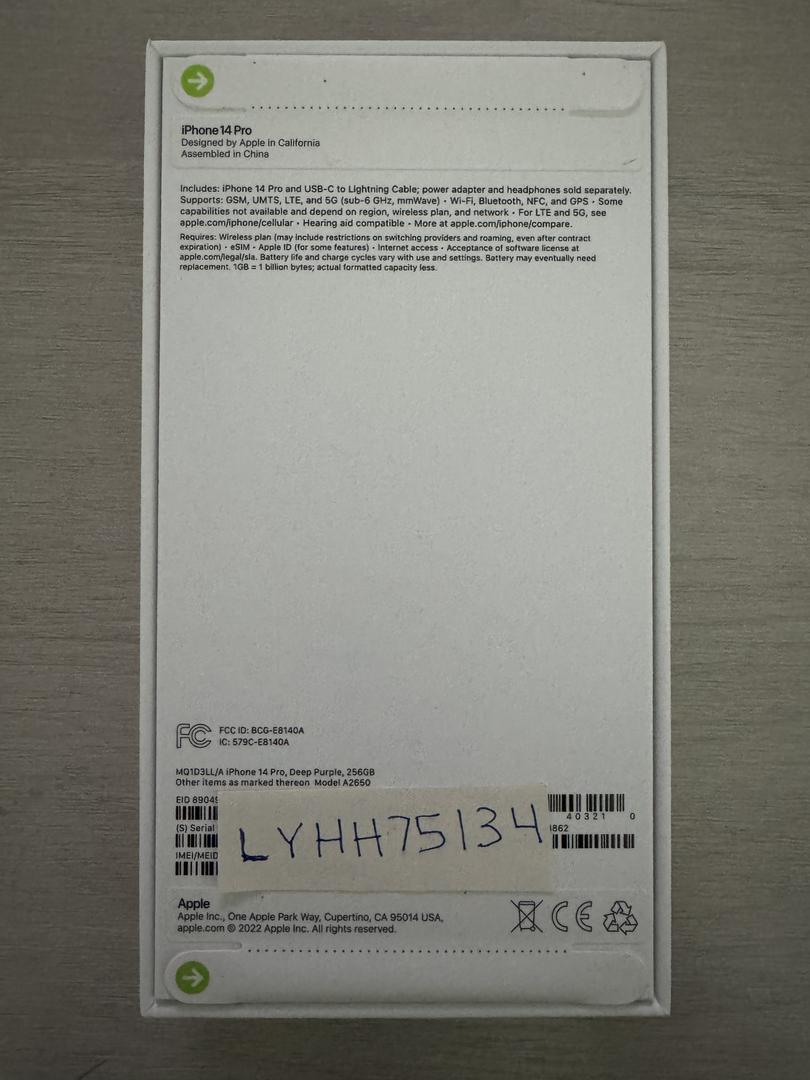 iPhone 14 Pro
Designed by Apple in California
Assembled in China
Includes: iPhone 14 Pro and USB-C to Lightning Cable; power adapter and headphones sold separately.
Supports: GSM, UMTS, LTE, and 5G (sub-6 GHz, mmWave) • Wi-Fi, Bluetooth, NFC, and GPS • Some
capabilities not available and depend on region, wireless plan, and network • For LTE and 5G, see
apple.com/iphone/cellular • Hearing aid compatible • More at apple.com/iphone/compare.
Requires: Wireless plan (may include restrictions on switching providers and roaming, even after contract
expiration) • eSIM • Apple ID (for some features) • Internet access • Acceptance of software license at
apple.com/legal/sla. Battery life and charge cycles vary with use and settings. Battery may eventually need
replacement. 1GB = 1 billion bytes; actual formatted capacity less.
FC FCC ID: BCG-E8140A
IC: 579C-E8140A
MQ1D3LL/A iPhone 14 Pro, Deep Purple, 256GB
Other items as marked thereon Model A2650
EID 8904
40321 0
(S) Serial
1862
IMEI/MEID
LYHH75134
Apple
Apple Inc., One Apple Park Way, Cupertino, CA 95014 USA,
apple.com © 2022 Apple Inc. All rights reserved.
CE